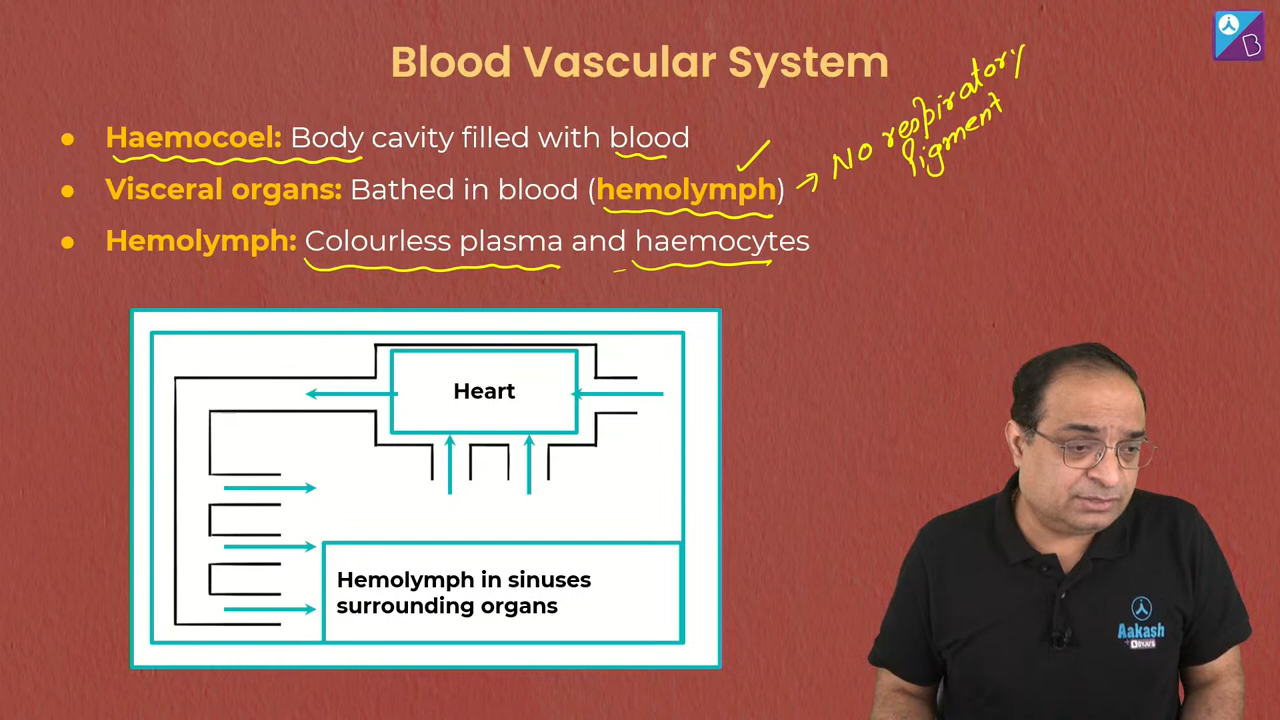 Blood Vascular System
No respiratory
pigment
• Haemocoel: Body cavity filled with blood
• Visceral organs: Bathed in blood (hemolymph)
• Hemolymph: Colourless plasma and haemocytes
Heart
Hemolymph in sinuses
surrounding organs
Aakash
B